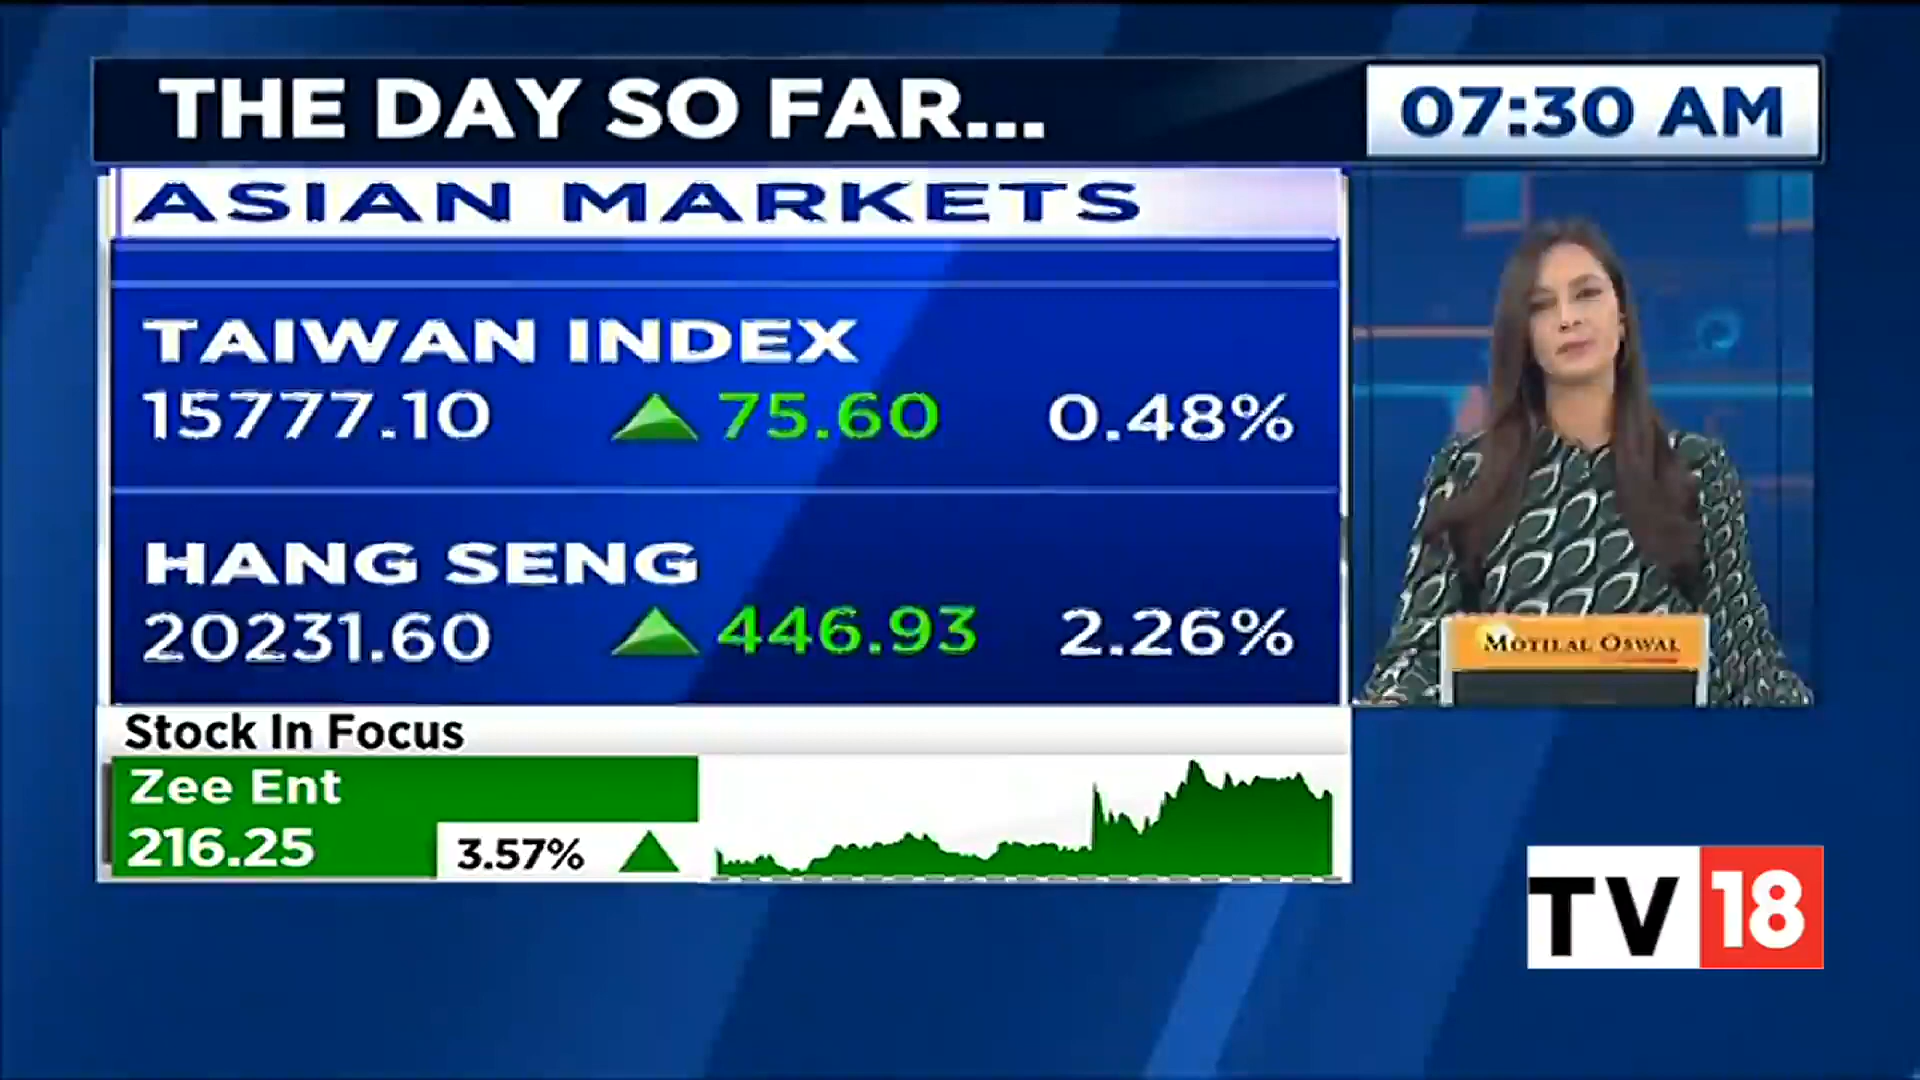 THE DAY SO FAR...
07:30 AM
ASIAN MARKETS
TAIWAN INDEX
15777.10 75.60 0.48%
HANG SENG
20231.60 446.93 2.26%
MOTILAL OSWAL
Stock In Focus
Zee Ent
216.25 3.57%
TV18